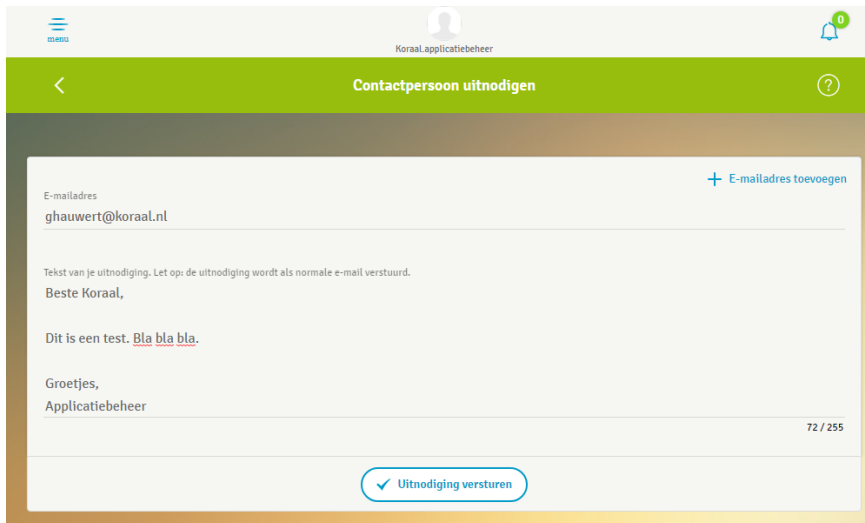 menu
Koraal.applicatiebeheer
0
Contactpersoon uitnodigen
?
+ E-mailadres toevoegen
E-mailadres
ghauwert@koraal.nl
Tekst van je uitnodiging. Let op: de uitnodiging wordt als normale e-mail verstuurd.
Beste Koraal,
Dit is een test. Bla bla bla.
Groetjes,
Applicatiebeheer
72 / 255
Uitnodiging versturen